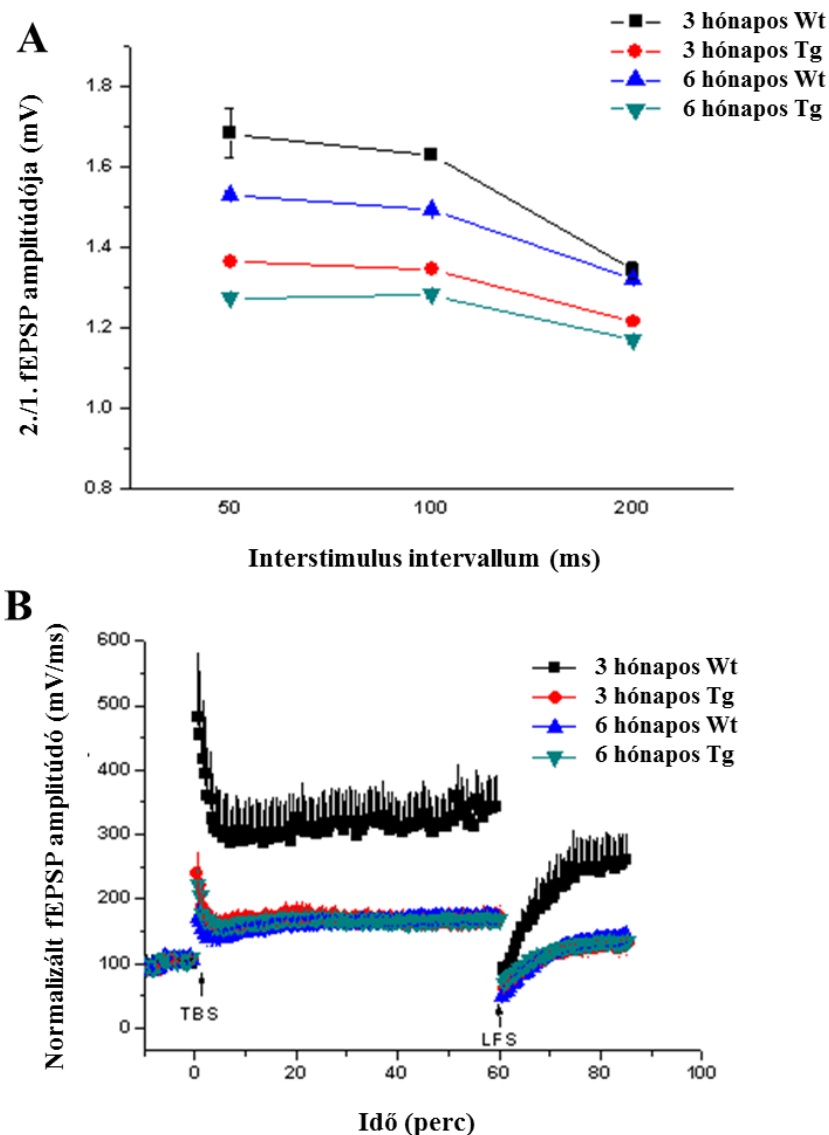 A
3 hónapos Wt
3 hónapos Tg
6 hónapos Wt
6 hónapos Tg
2./1. fEPSP amplitúdója (mV)
1.8
1.6
1.4
1.2
1.0
0.8
50 100 200
Interstimulus intervallum (ms)
B
3 hónapos Wt
3 hónapos Tg
6 hónapos Wt
6 hónapos Tg
Normalizált fEPSP amplitúdó (mV/ms)
600
500
400
300
200
100
0
TBS
LFS
0 20 40 60 80 100
Idő (perc)